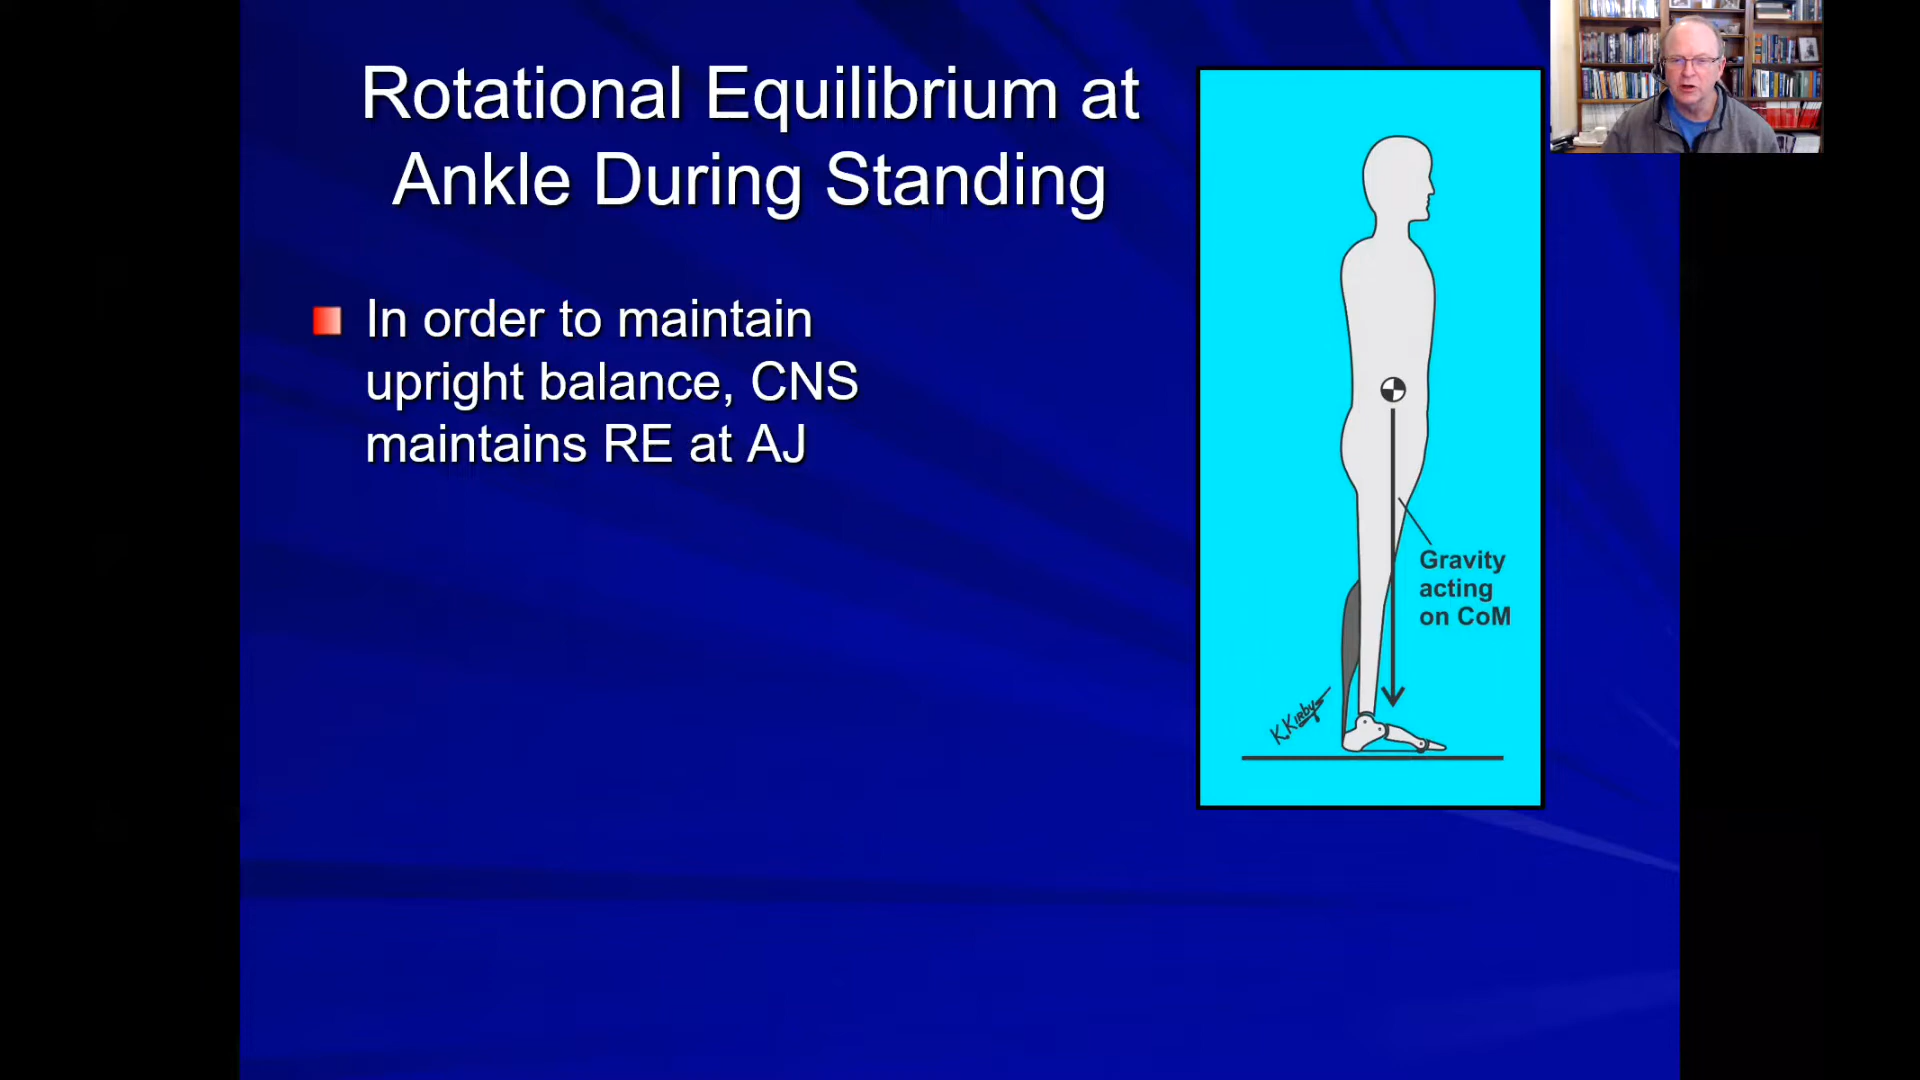 Rotational Equilibrium at
Ankle During Standing
In order to maintain
upright balance, CNS
maintains RE at AJ
Gravity
acting
on CoM
K.Kirby